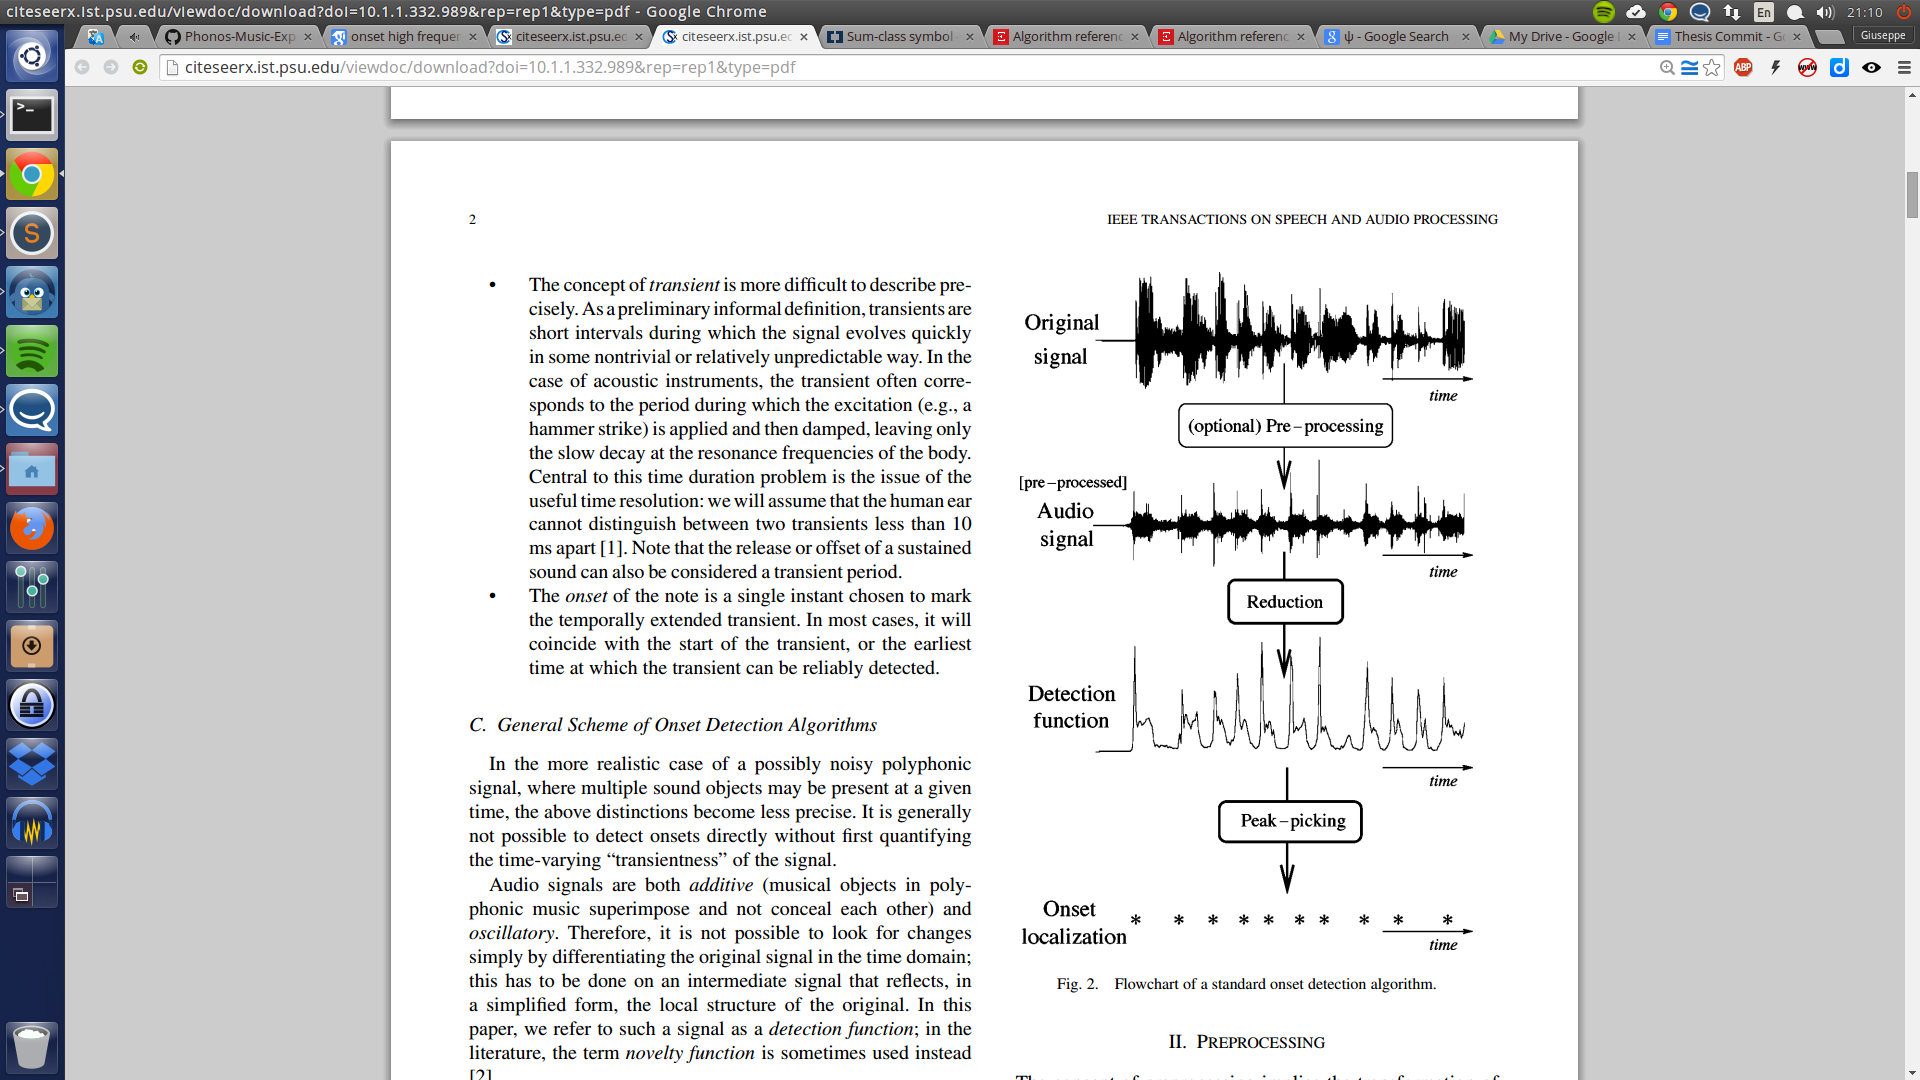 citeseerx.ist.psu.edu/viewdoc/download?doi=10.1.1.332.989&rep=rep1&type=pdf - Google Chrome
En
21:10
Phonos-Music-Exp
onset high frequer
citeseerx.ist.psu.ec
citeseerx.ist.psu.ec
Sum-class symbol
Algorithm referenc
Algorithm referenc
ψ - Google Search
My Drive - Google
Thesis Commit - Go
Giuseppe
citeseerx.ist.psu.edu/viewdoc/download?doi=10.1.1.332.989&rep=rep1&type=pdf
ABP
2
IEEE TRANSACTIONS ON SPEECH AND AUDIO PROCESSING
• The concept of transient is more difficult to describe pre-
cisely. As a preliminary informal definition, transients are
short intervals during which the signal evolves quickly
in some nontrivial or relatively unpredictable way. In the
case of acoustic instruments, the transient often corre-
sponds to the period during which the excitation (e.g., a
hammer strike) is applied and then damped, leaving only
the slow decay at the resonance frequencies of the body.
Central to this time duration problem is the issue of the
useful time resolution: we will assume that the human ear
cannot distinguish between two transients less than 10
ms apart [1]. Note that the release or offset of a sustained
sound can also be considered a transient period.
• The onset of the note is a single instant chosen to mark
the temporally extended transient. In most cases, it will
coincide with the start of the transient, or the earliest
time at which the transient can be reliably detected.
C. General Scheme of Onset Detection Algorithms
In the more realistic case of a possibly noisy polyphonic
signal, where multiple sound objects may be present at a given
time, the above distinctions become less precise. It is generally
not possible to detect onsets directly without first quantifying
the time-varying “transientness” of the signal.
Audio signals are both additive (musical objects in poly-
phonic music superimpose and not conceal each other) and
oscillatory. Therefore, it is not possible to look for changes
simply by differentiating the original signal in the time domain;
this has to be done on an intermediate signal that reflects, in
a simplified form, the local structure of the original. In this
paper, we refer to such a signal as a detection function; in the
literature, the term novelty function is sometimes used instead
[2].
Original
signal
time
(optional) Pre-processing
[pre-processed]
Audio
signal
time
Reduction
Detection
function
time
Peak-picking
Onset
localization
* * * * * * * * * *
time
Fig. 2. Flowchart of a standard onset detection algorithm.
II. PREPROCESSING